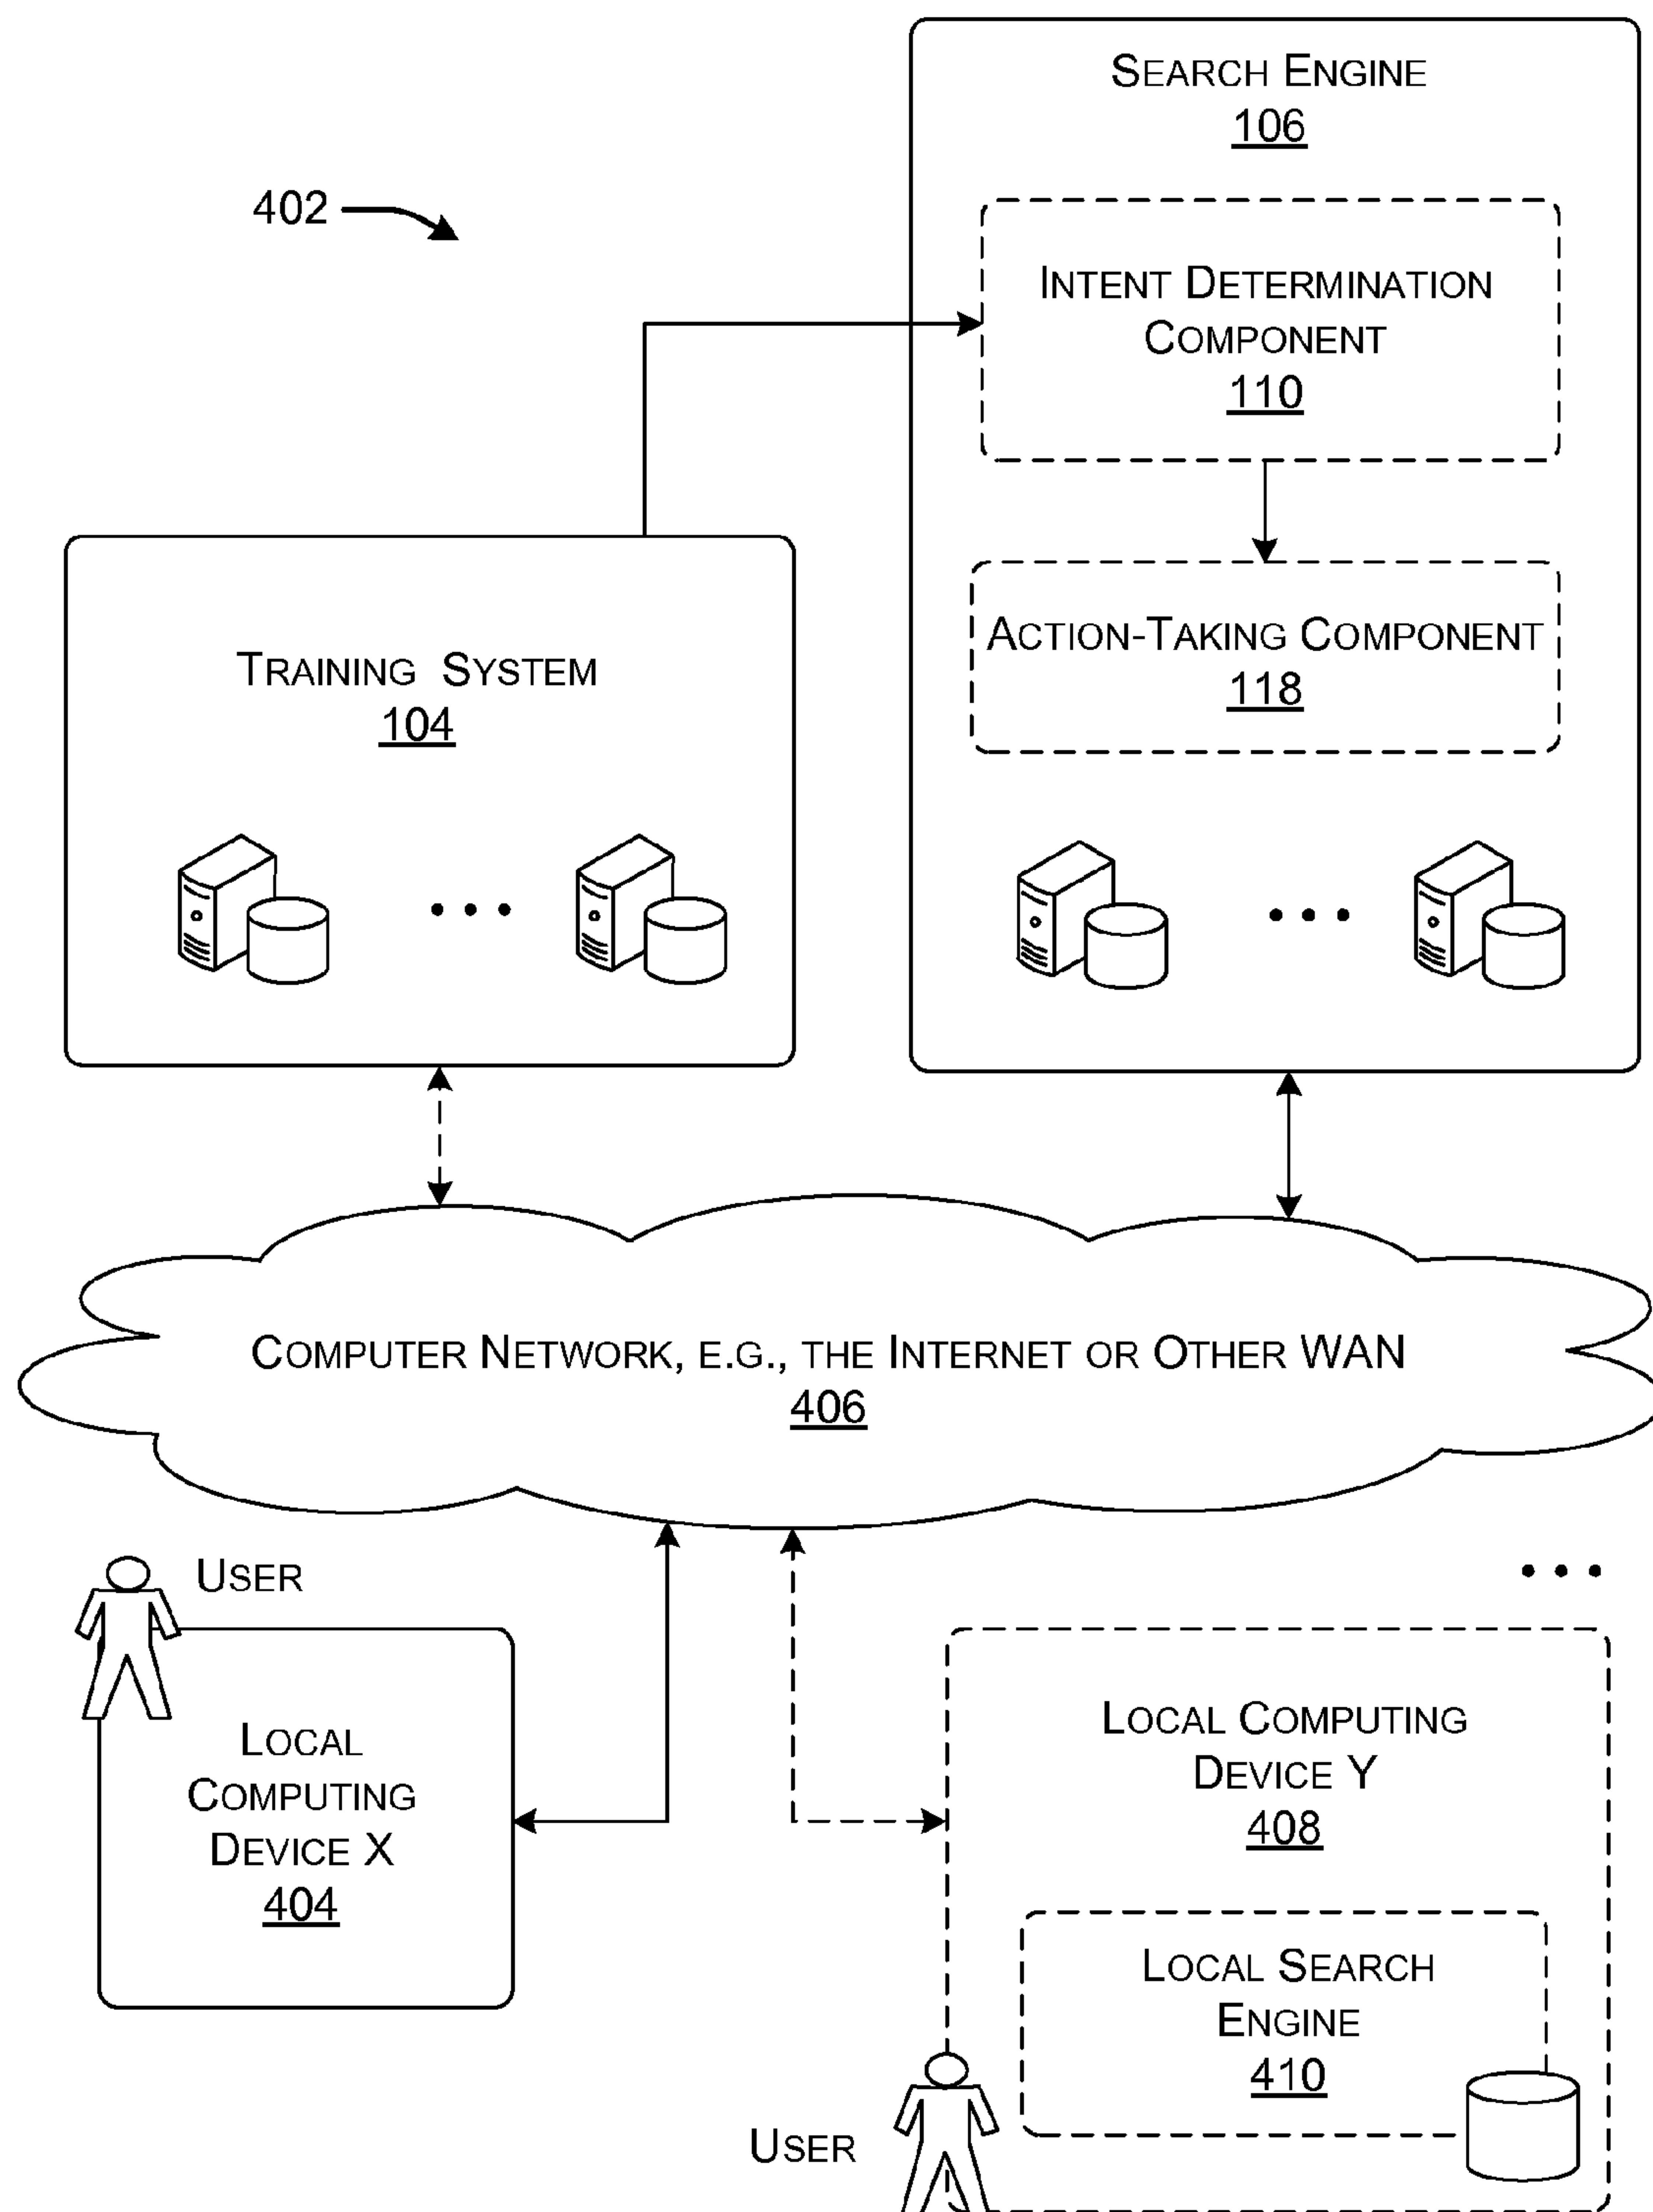 SEARCH ENGINE
106
402
INTENT DETERMINATION
COMPONENT
110
ACTION-TAKING COMPONENT
118
TRAINING SYSTEM
104
COMPUTER NETWORK, E.G., THE INTERNET OR OTHER WAN
406
USER
LOCAL
COMPUTING
DEVICE X
404
LOCAL COMPUTING
DEVICE Y
408
LOCAL SEARCH
ENGINE
410
USER